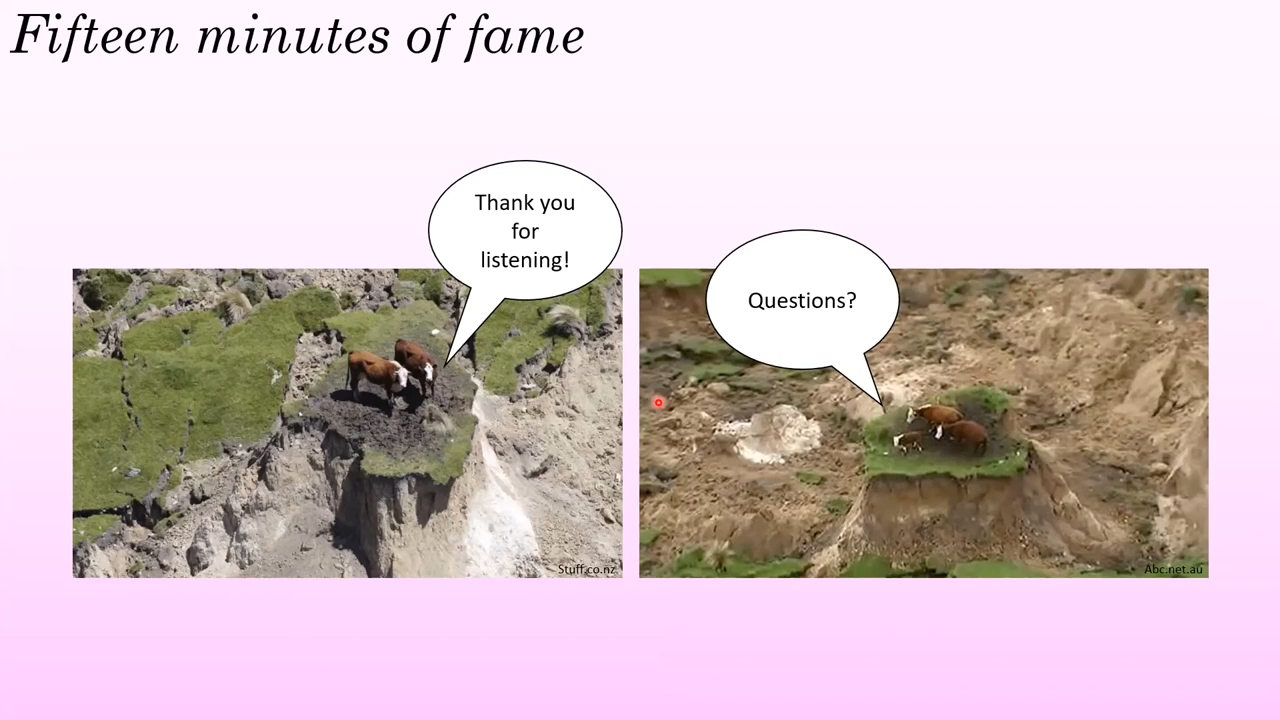 Fifteen minutes of fame
Thank you
for
listening!
Questions?
Stuff.co.nz
Abc.net.au